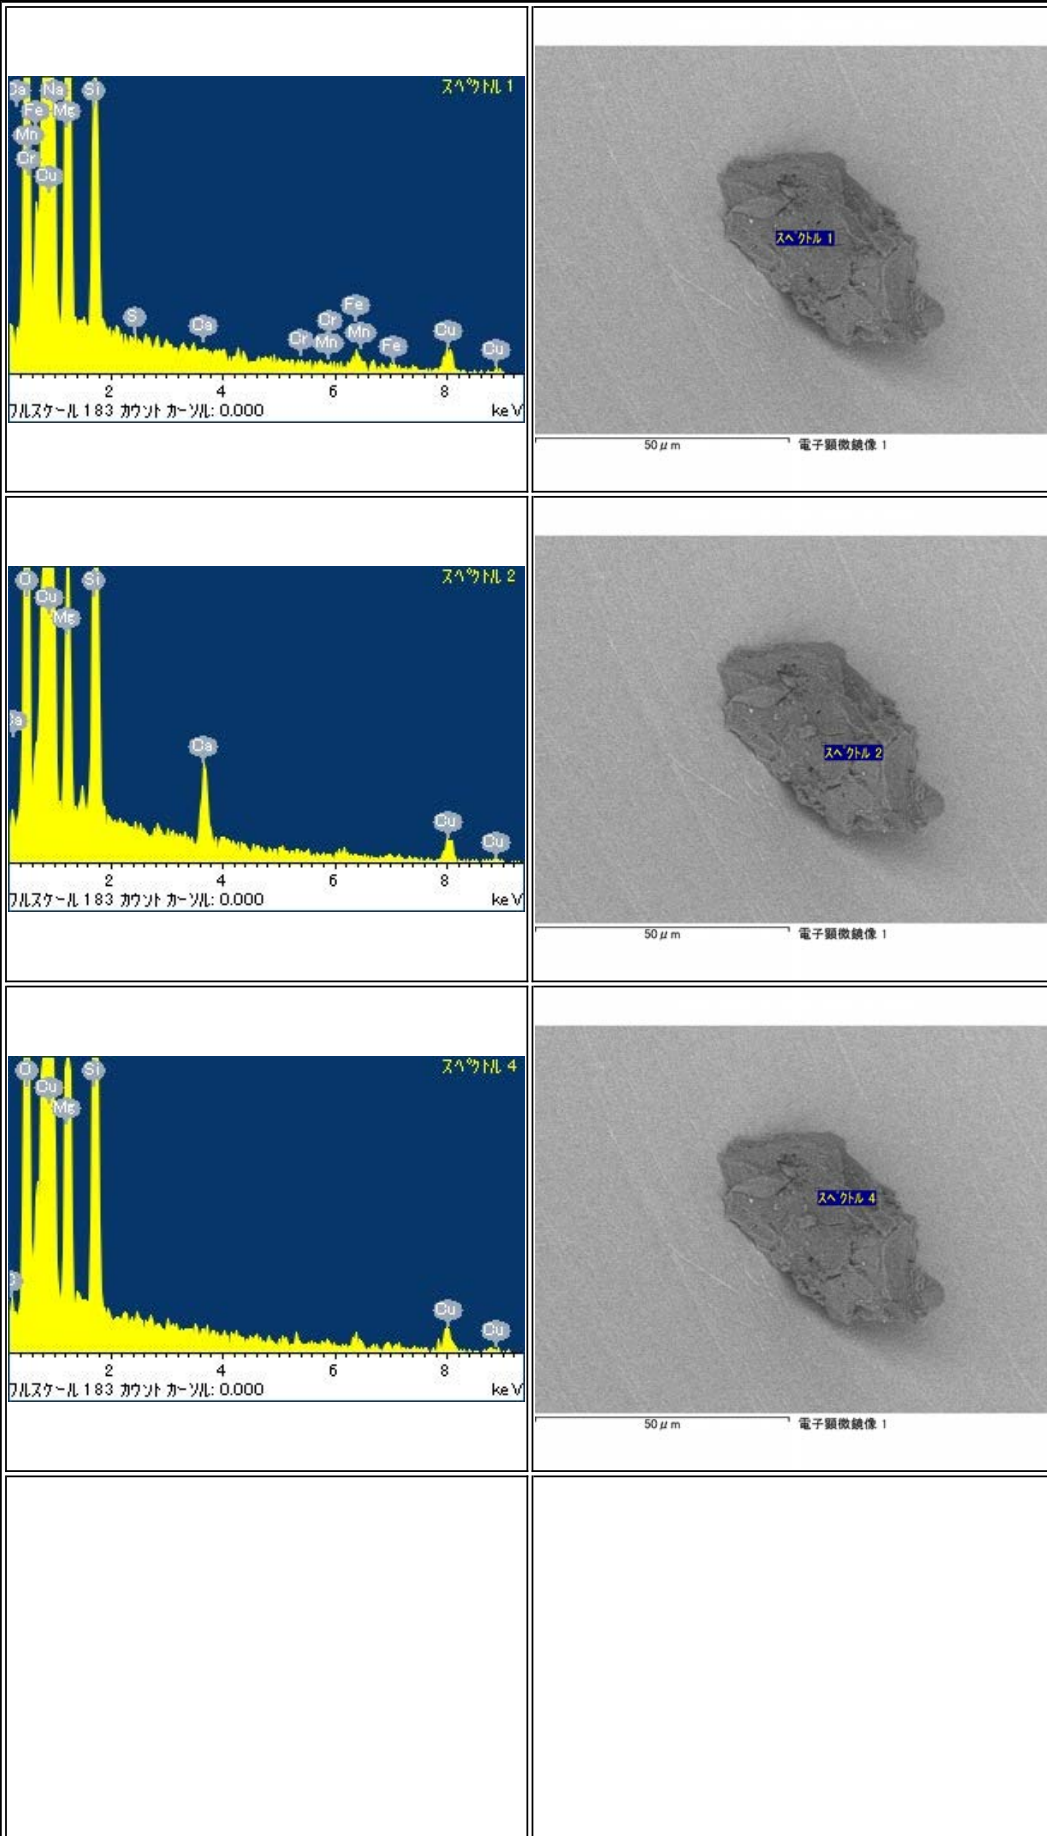 スペクトル 1
Ca Na Si
Fe Mg
Mn
Cr
Cu
S Ca Cr Cr Mn Fe Mn Fe Cu Cu
2 4 6 8
フルスケール 183 カウント カーソル: 0.000 keV
スペクトル 1
50μm 電子顕微鏡像 1
スペクトル 2
O Si
Cu
Mg
Ca Ca Cu Cu
2 4 6 8
フルスケール 183 カウント カーソル: 0.000 keV
スペクトル 2
50μm 電子顕微鏡像 1
スペクトル 4
O Si
Cu
Mg
Cu Cu
2 4 6 8
フルスケール 183 カウント カーソル: 0.000 keV
スペクトル 4
50μm 電子顕微鏡像 1